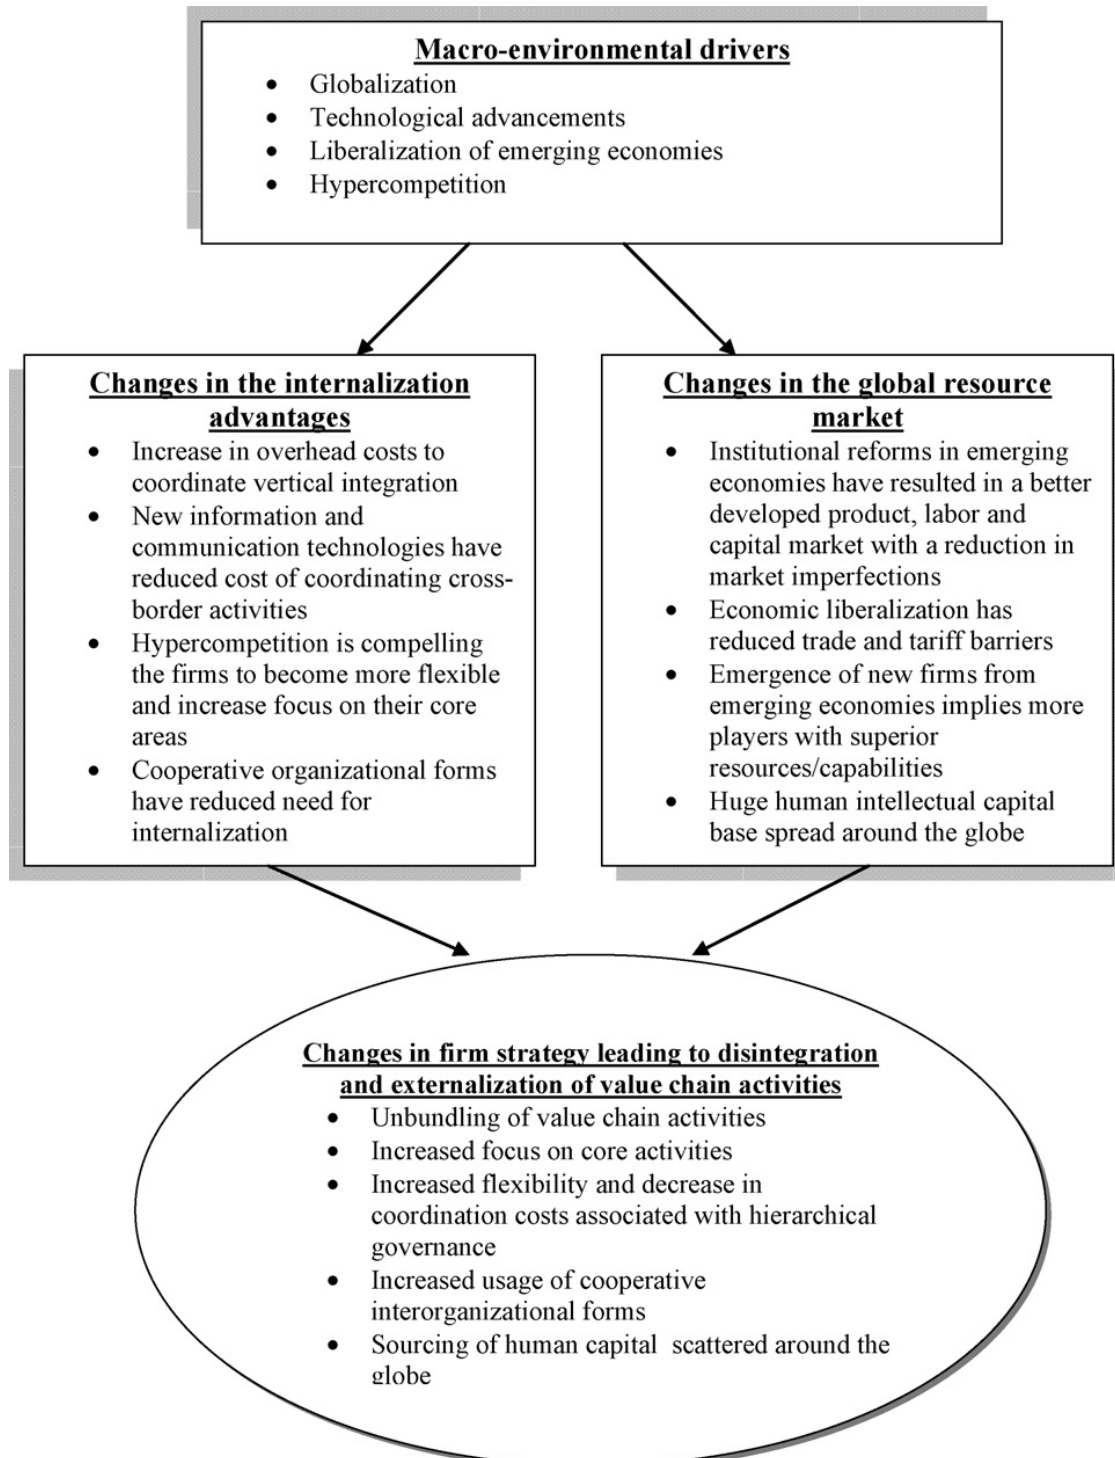 Macro-environmental drivers
• Globalization
• Technological advancements
• Liberalization of emerging economies
• Hypercompetition
Changes in the internalization
advantages
• Increase in overhead costs to
coordinate vertical integration
• New information and
communication technologies have
reduced cost of coordinating cross-
border activities
• Hypercompetition is compelling
the firms to become more flexible
and increase focus on their core
areas
• Cooperative organizational forms
have reduced need for
internalization
Changes in the global resource
market
• Institutional reforms in emerging
economies have resulted in a better
developed product, labor and
capital market with a reduction in
market imperfections
• Economic liberalization has
reduced trade and tariff barriers
• Emergence of new firms from
emerging economies implies more
players with superior
resources/capabilities
• Huge human intellectual capital
base spread around the globe
Changes in firm strategy leading to disintegration
and externalization of value chain activities
• Unbundling of value chain activities
• Increased focus on core activities
• Increased flexibility and decrease in
coordination costs associated with hierarchical
governance
• Increased usage of cooperative
interorganizational forms
• Sourcing of human capital scattered around the
globe